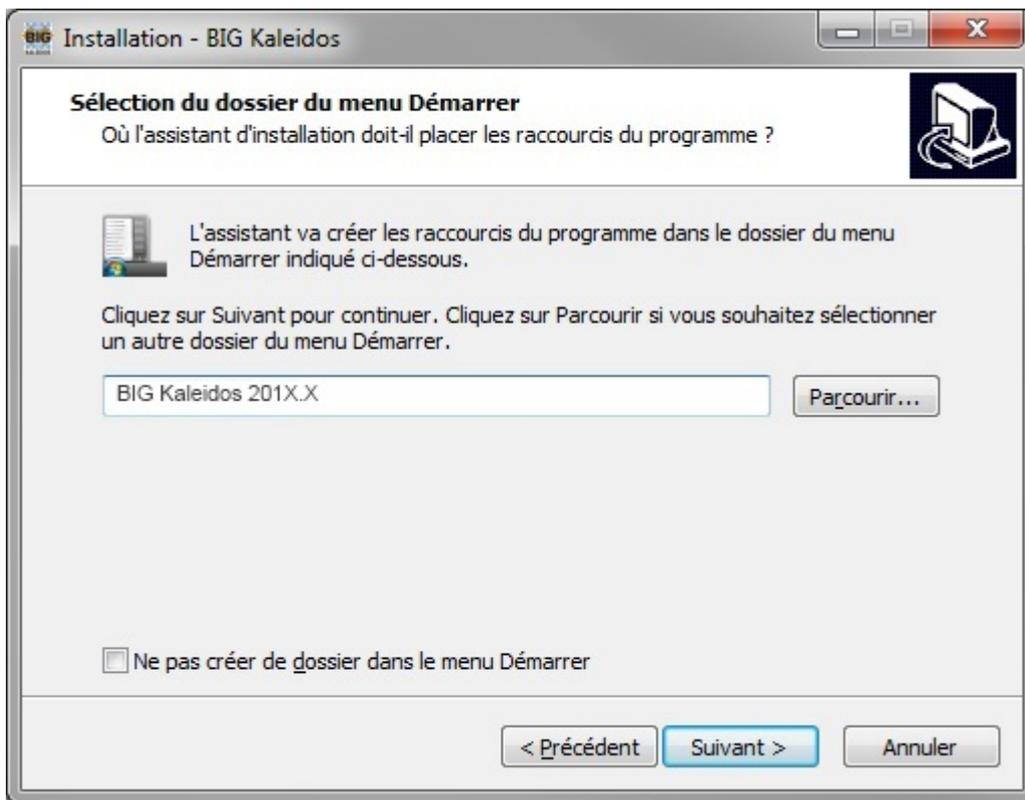 BIG Installation - BIG Kaleidos
Sélection du dossier du menu Démarrer
Où l'assistant d'installation doit-il placer les raccourcis du programme ?
L'assistant va créer les raccourcis du programme dans le dossier du menu
Démarrer indiqué ci-dessous.
Cliquez sur Suivant pour continuer. Cliquez sur Parcourir si vous souhaitez sélectionner
un autre dossier du menu Démarrer.
BIG Kaleidos 201X.X Parcourir...
Ne pas créer de dossier dans le menu Démarrer
< Précédent Suivant > Annuler